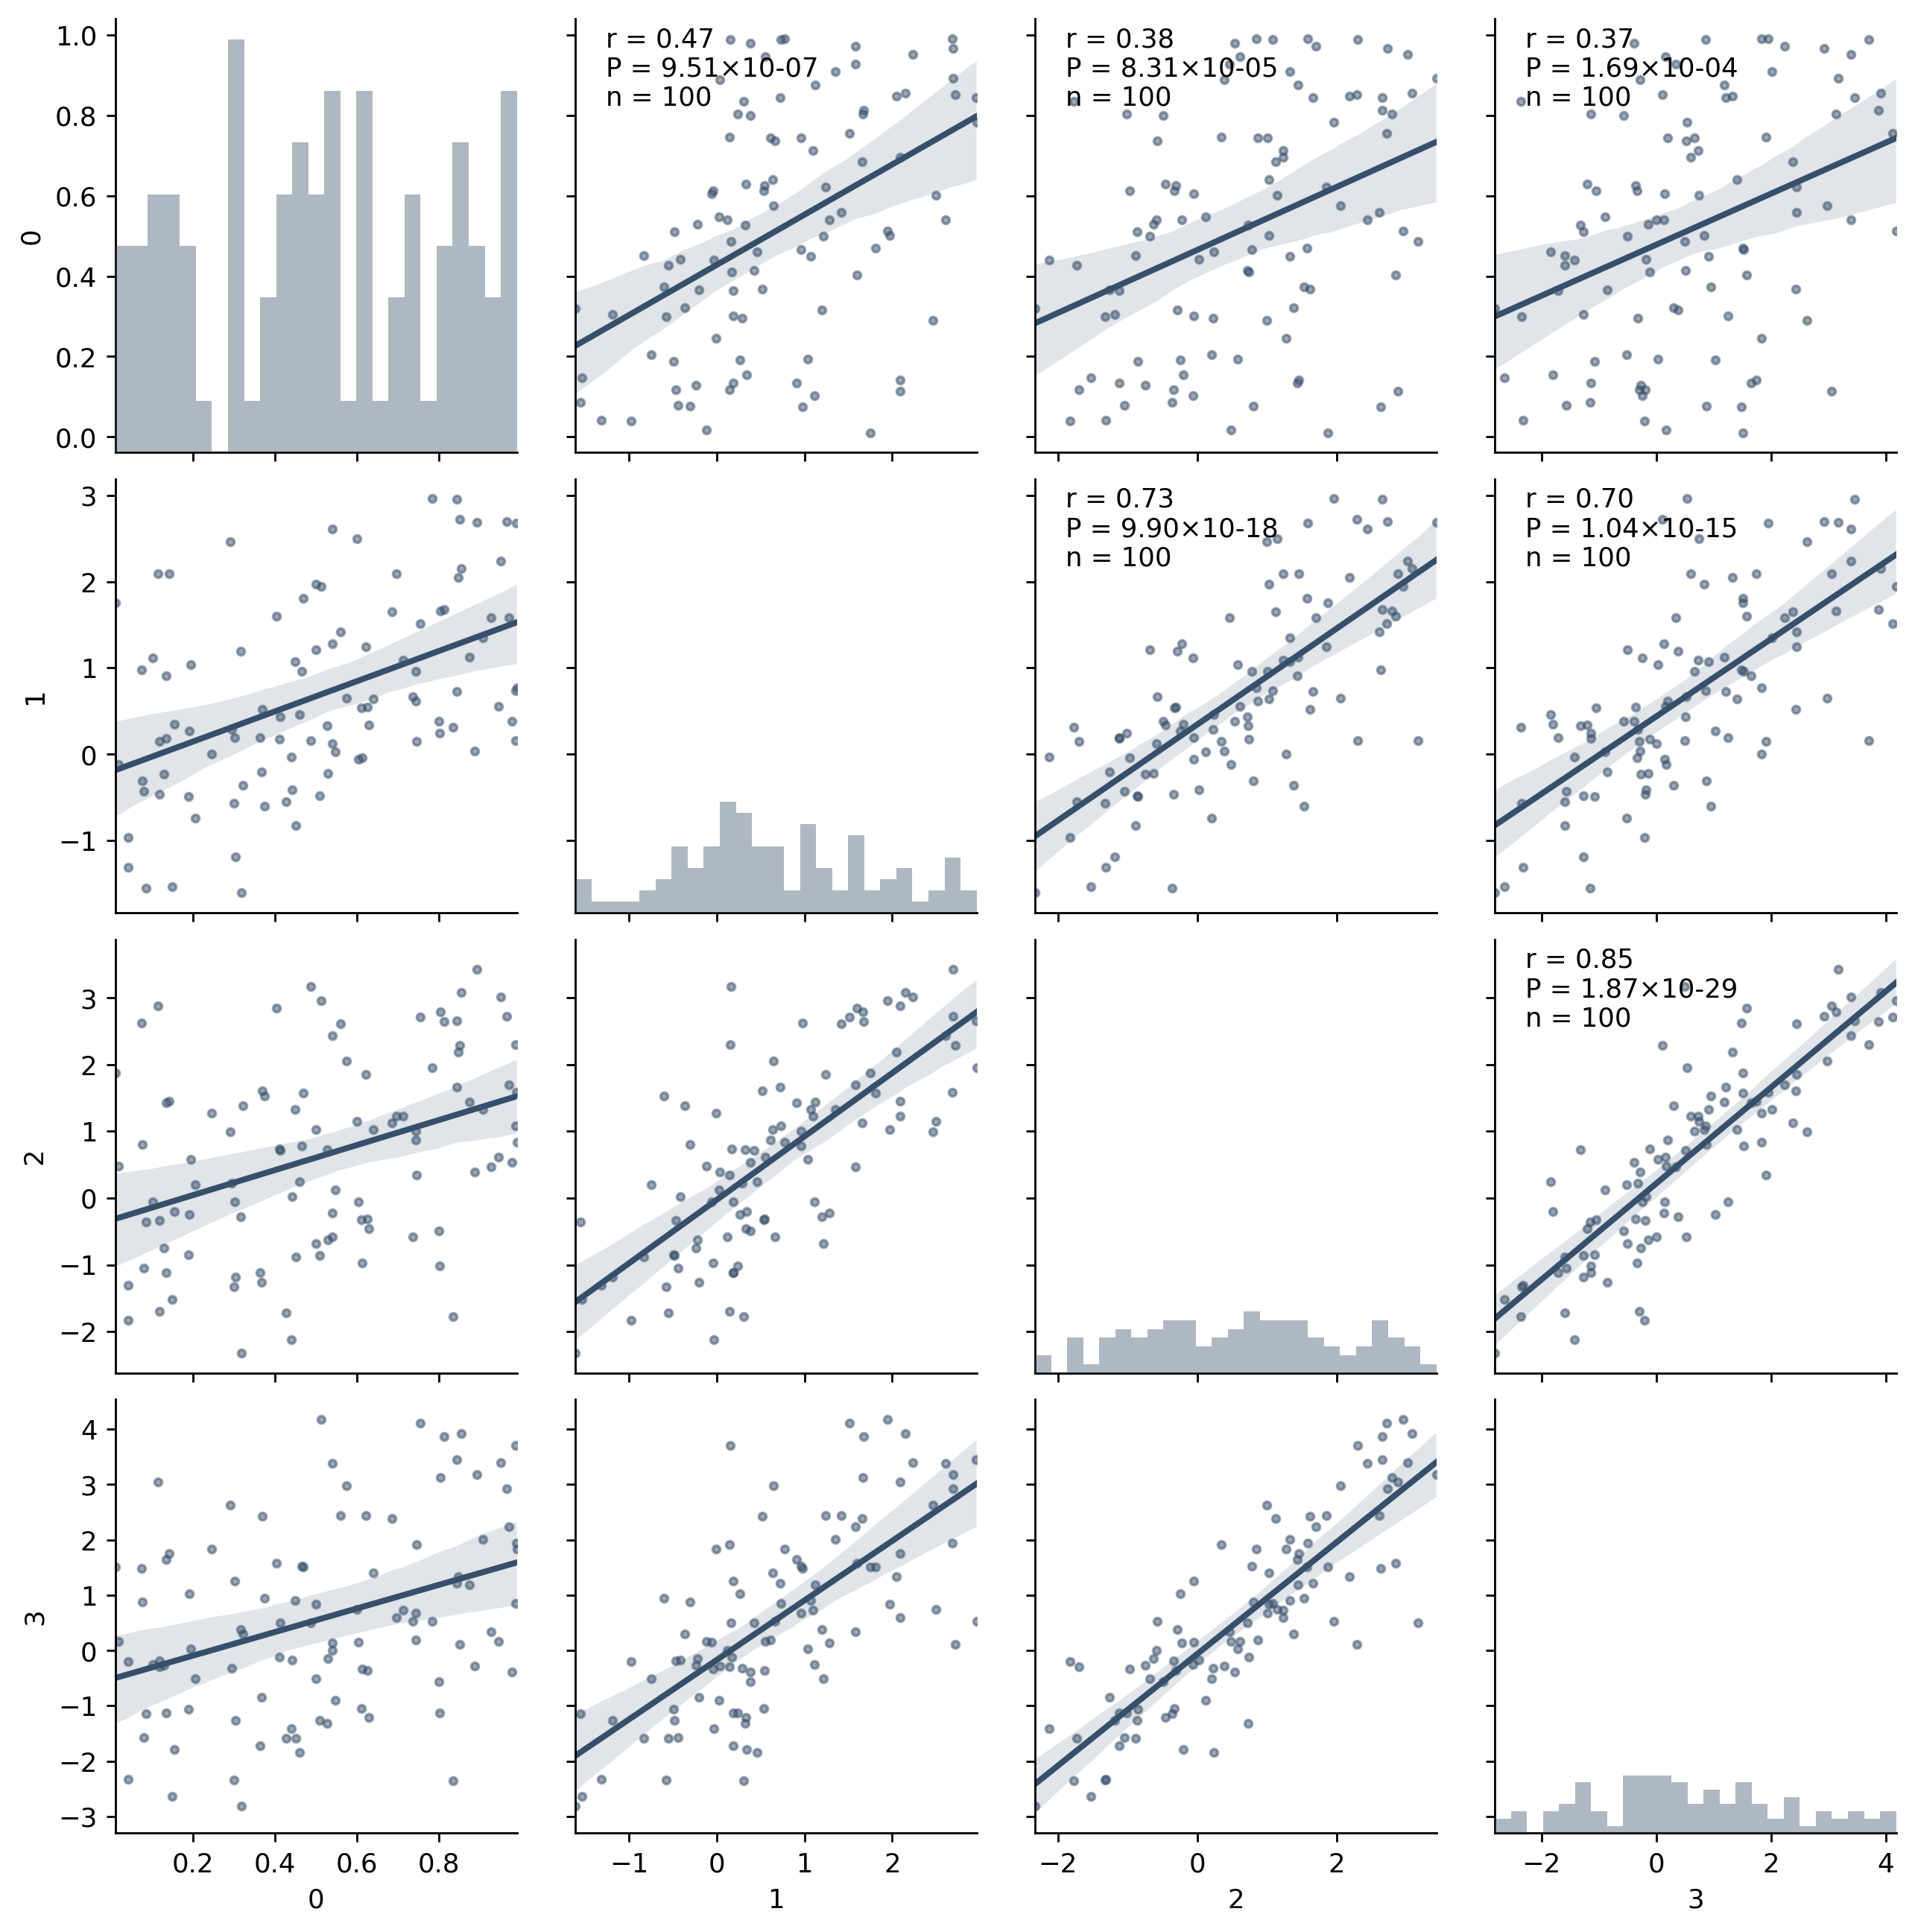 1.0
0.8
0.6
0.4
0.2
0.0
0
r = 0.47
P = 9.51×10-07
n = 100
r = 0.38
P = 8.31×10-05
n = 100
r = 0.37
P = 1.69×10-04
n = 100
3
2
1
0
−1
1
r = 0.73
P = 9.90×10-18
n = 100
r = 0.70
P = 1.04×10-15
n = 100
3
2
1
0
−1
−2
2
r = 0.85
P = 1.87×10-29
n = 100
4
3
2
1
0
−1
−2
−3
3
0.2 0.4 0.6 0.8
−1 0 1 2
−2 0 2
−2 0 2 4
0 1 2 3